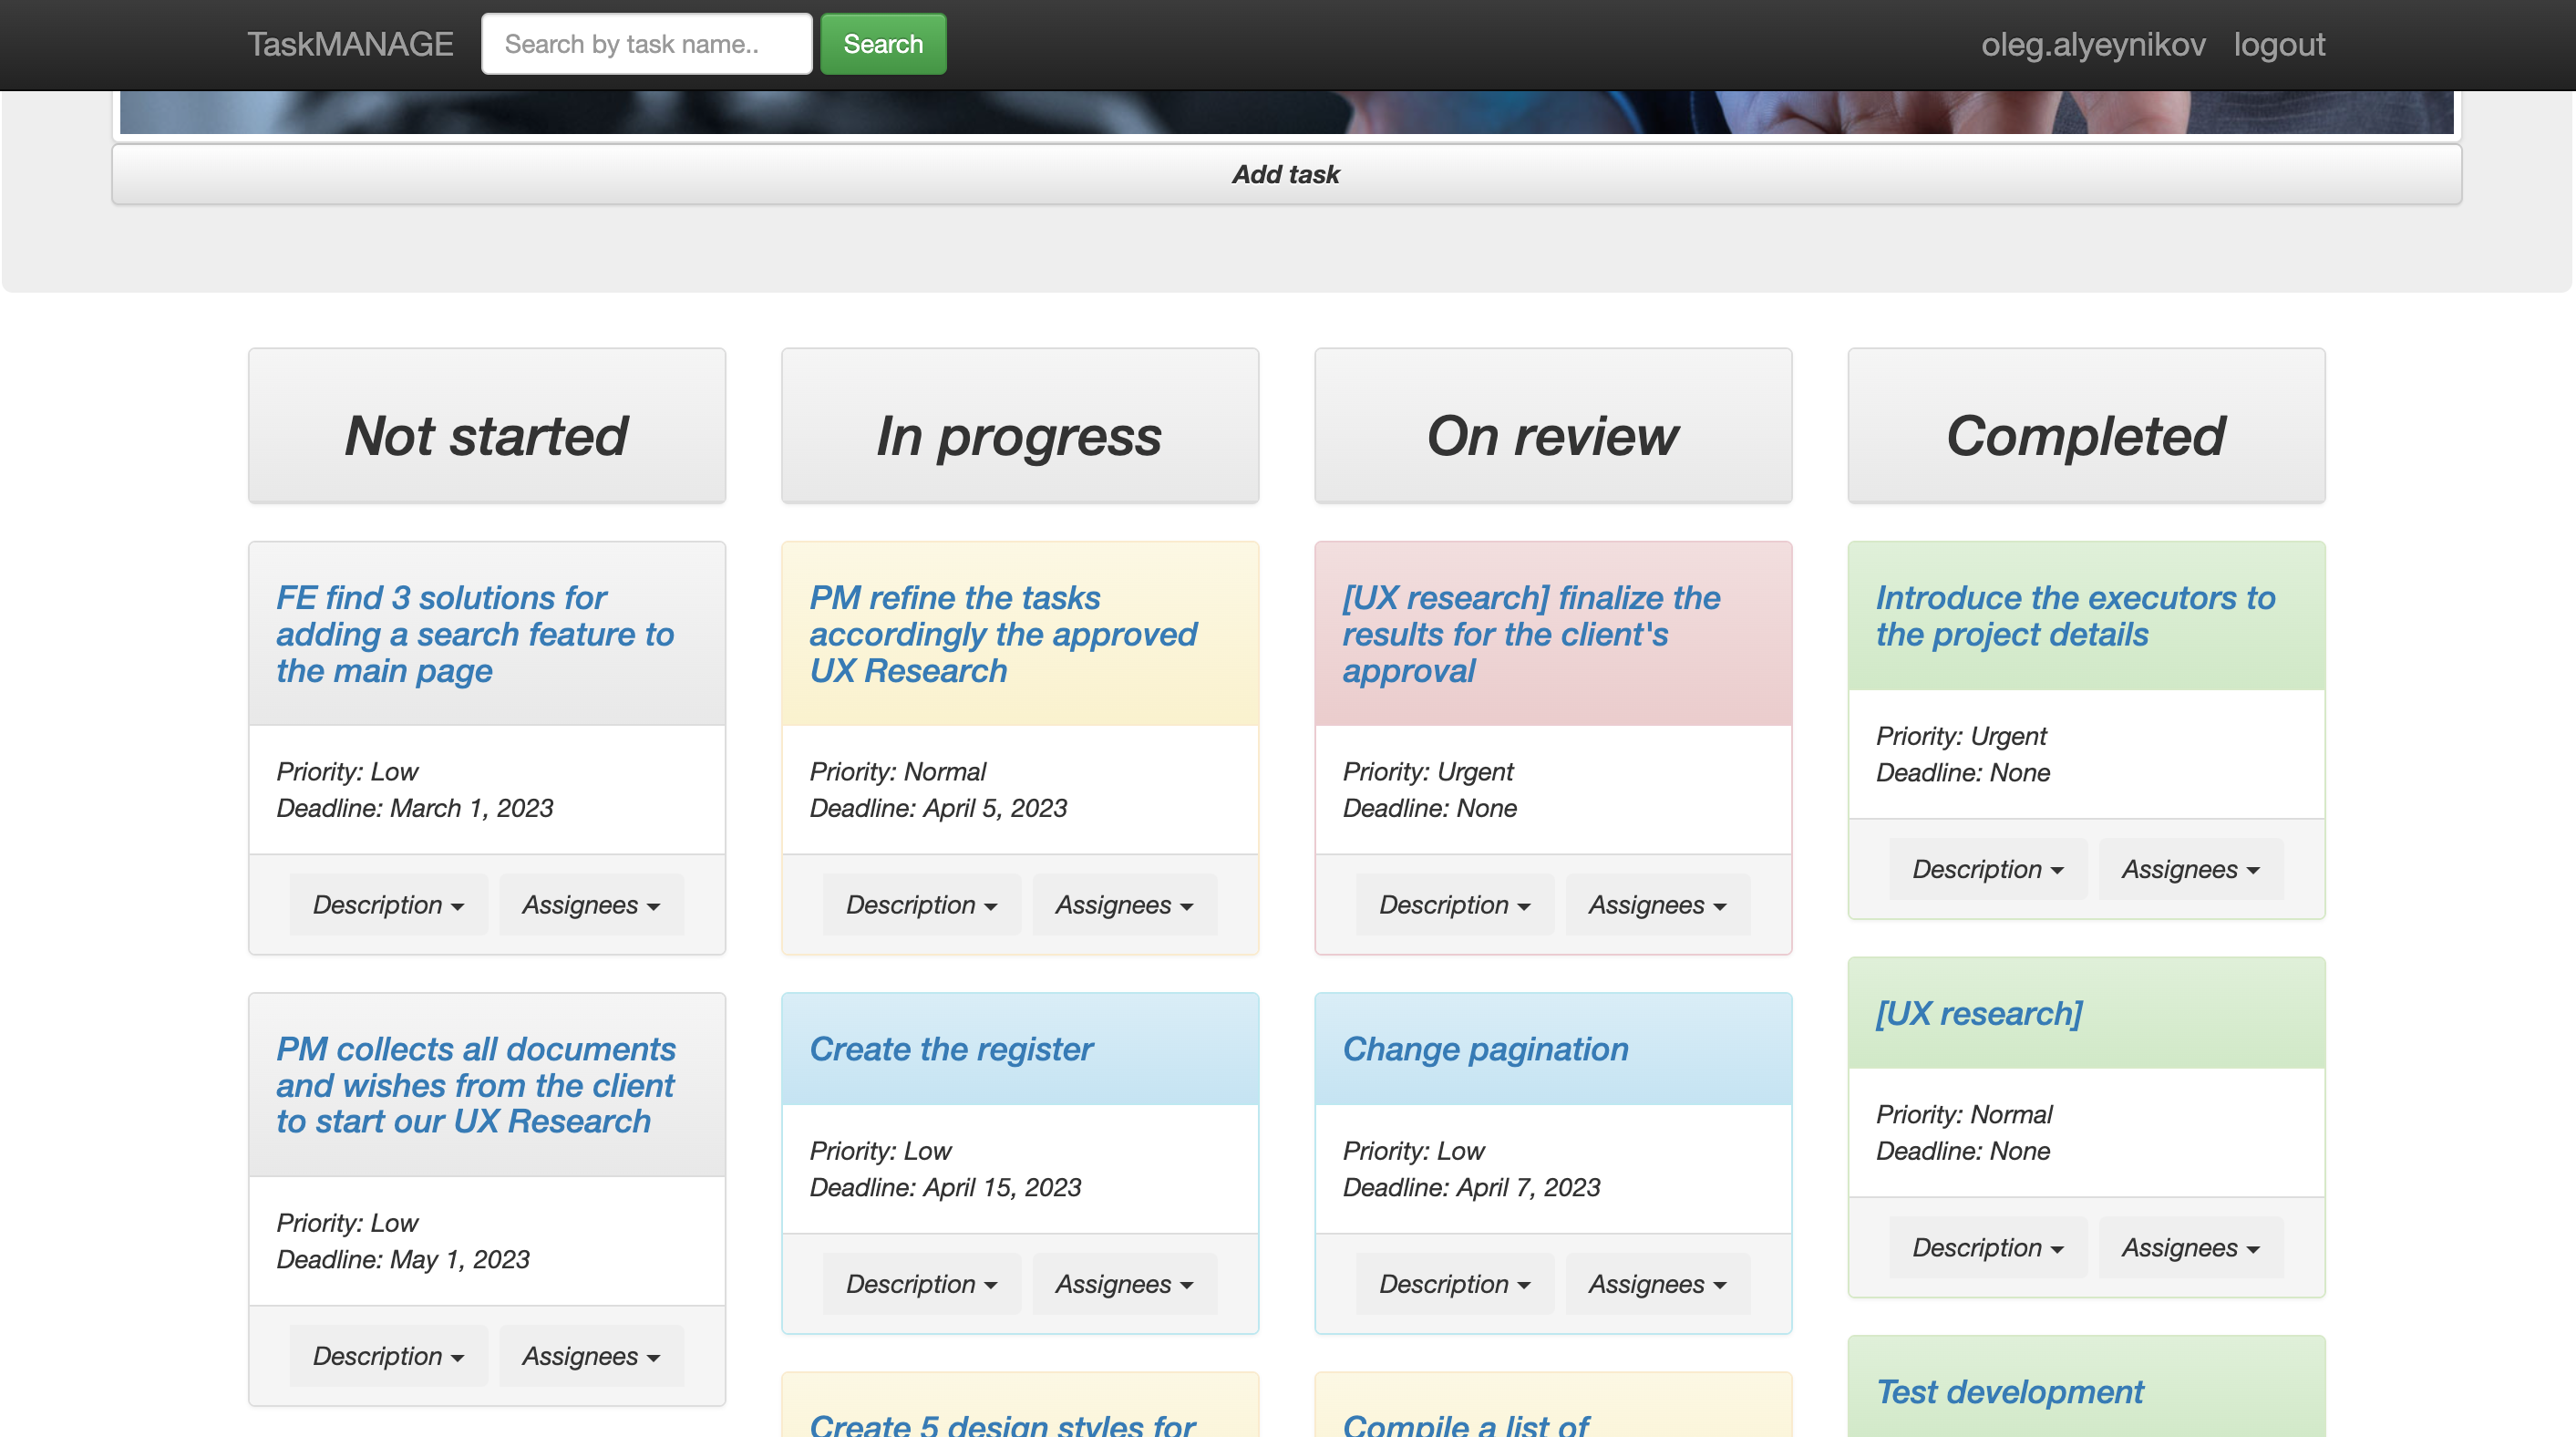 TaskMANAGE
Search by task name..
Search
oleg.alyeynikov
logout
Add task
Not started
FE find 3 solutions for
adding a search feature to
the main page
Priority: Low
Deadline: March 1, 2023
Description
Assignees
PM collects all documents
and wishes from the client
to start our UX Research
Priority: Low
Deadline: May 1, 2023
Description
Assignees
In progress
PM refine the tasks
accordingly the approved
UX Research
Priority: Normal
Deadline: April 5, 2023
Description
Assignees
Create the register
Priority: Low
Deadline: April 15, 2023
Description
Assignees
Create 5 design styles for
On review
[UX research] finalize the
results for the client's
approval
Priority: Urgent
Deadline: None
Description
Assignees
Change pagination
Priority: Low
Deadline: April 7, 2023
Description
Assignees
Compile a list of
Completed
Introduce the executors to
the project details
Priority: Urgent
Deadline: None
Description
Assignees
[UX research]
Priority: Normal
Deadline: None
Description
Assignees
Test development